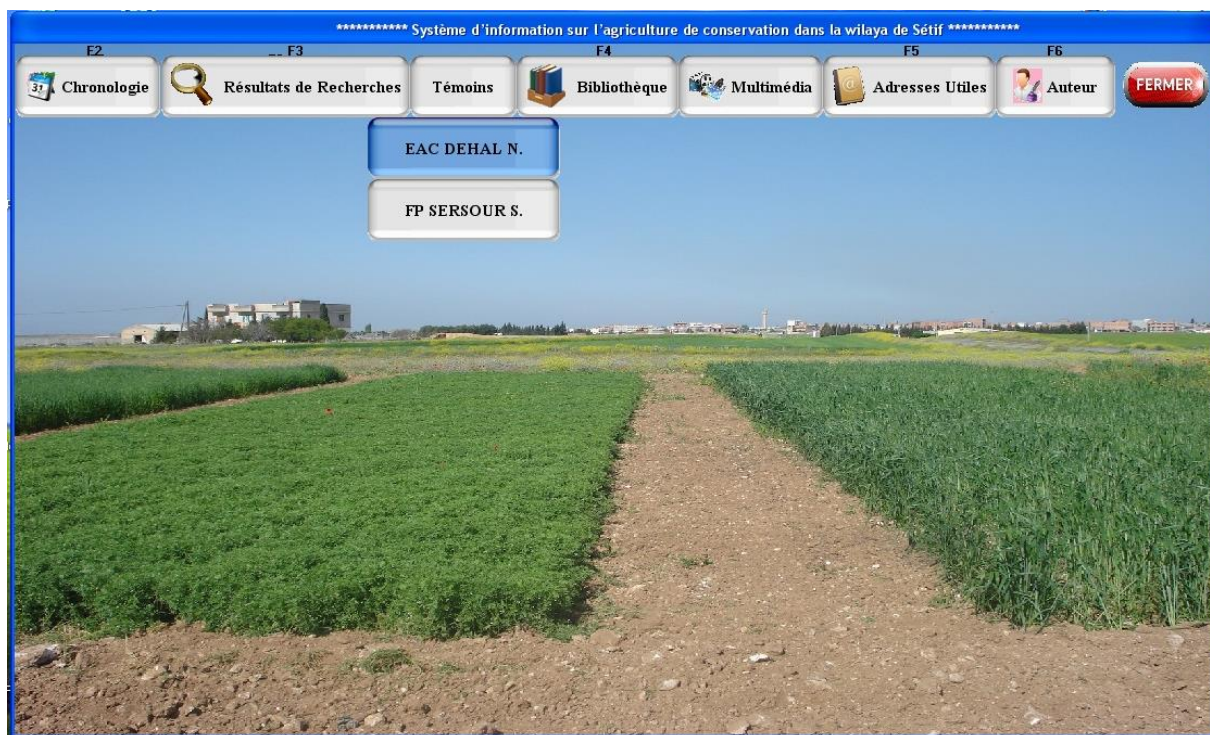 *********** Système d'information sur l'agriculture de conservation dans la wilaya de Sétif ***********
F2 __ F3 F4 F5 F6
Chronologie Résultats de Recherches Témoins Bibliothèque Multimédia Adresses Utiles Auteur FERMER
EAC DEHAL N.
FP SERSOUR S.